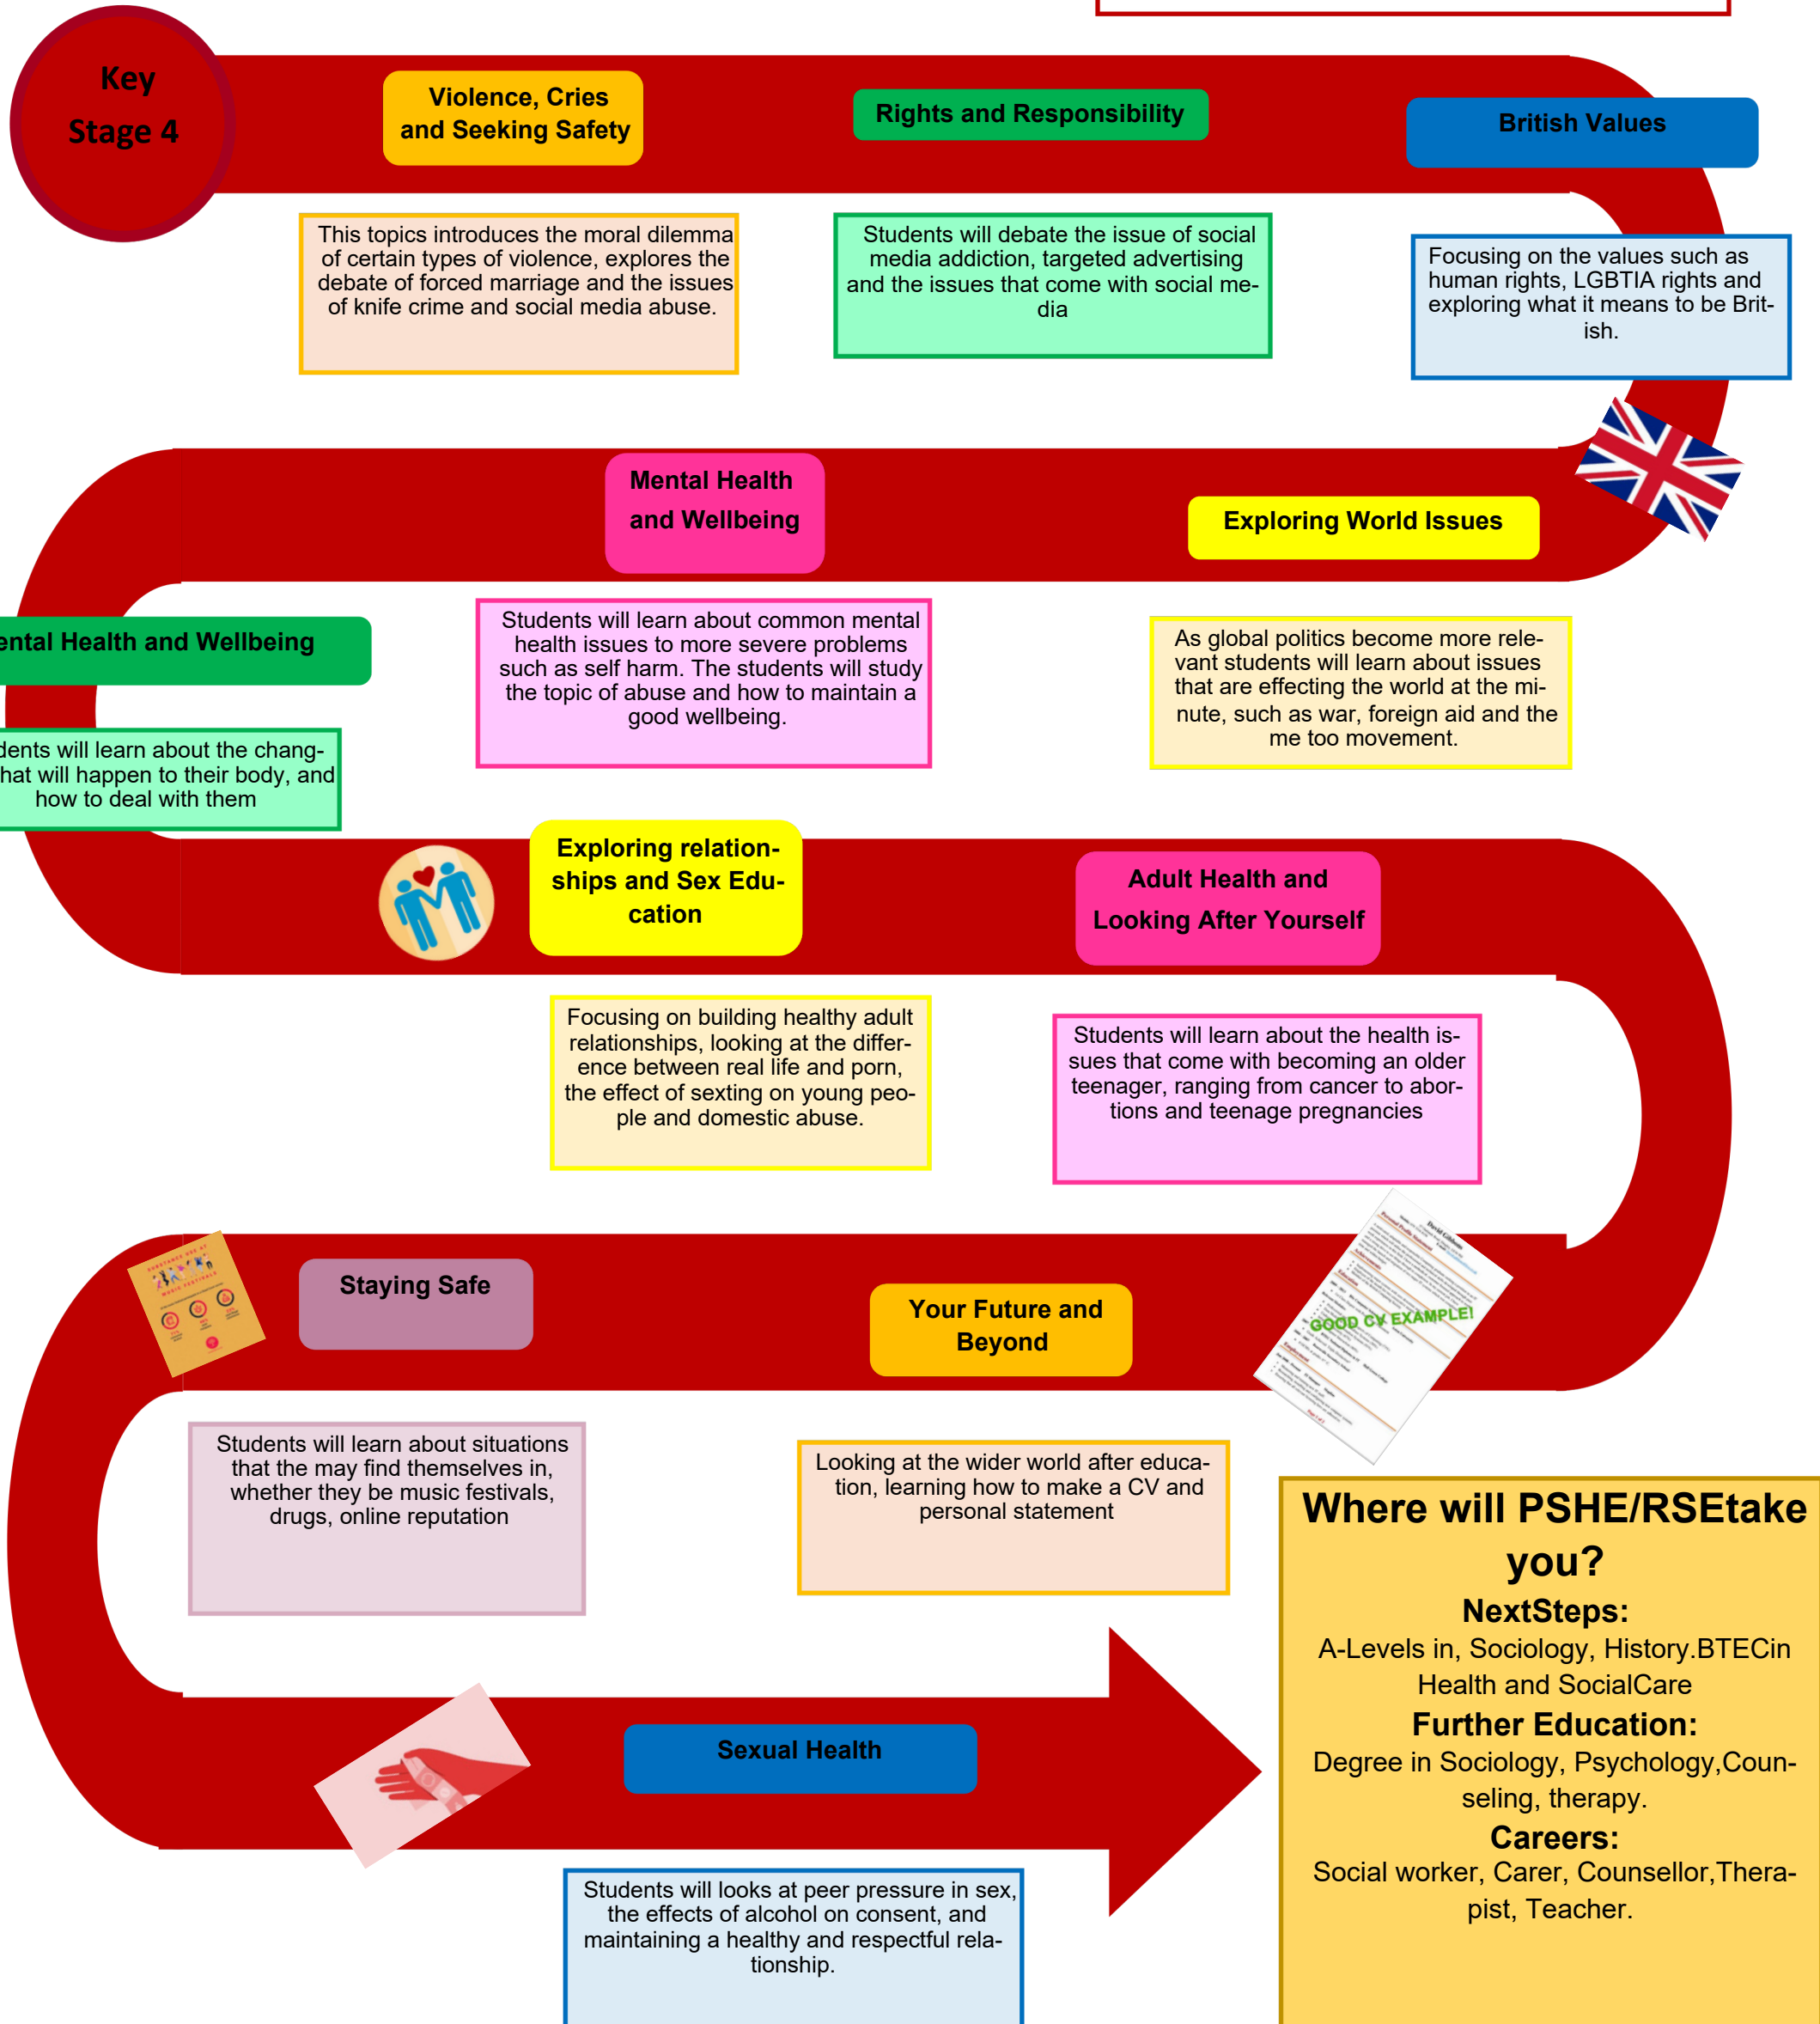 Key
Stage 4
Violence, Cries
and Seeking Safety
Rights and Responsibility
British Values
This topics introduces the moral dilemma
of certain types of violence, explores the
debate of forced marriage and the issues
of knife crime and social media abuse.
Students will debate the issue of social
media addiction, targeted advertising
and the issues that come with social me-
dia
Focusing on the values such as
human rights, LGBTIA rights and
exploring what it means to be Brit-
ish.
Exploring World Issues
As global politics become more rele-
vant students will learn about issues
that are effecting the world at the mi-
nute, such as war, foreign aid and the
me too movement.
Mental Health
and Wellbeing
Students will learn about common mental
health issues to more severe problems
such as self harm. The students will study
the topic of abuse and how to maintain a
good wellbeing.
ental Health and Wellbeing
dents will learn about the chang-
hat will happen to their body, and
how to deal with them
Exploring relation-
ships and Sex Edu-
cation
Focusing on building healthy adult
relationships, looking at the differ-
ence between real life and porn,
the effect of sexting on young peo-
ple and domestic abuse.
Adult Health and
Looking After Yourself
Students will learn about the health is-
sues that come with becoming an older
teenager, ranging from cancer to abor-
tions and teenage pregnancies
David Gibbons
Personal Profile Statement
Achievements
Education
GOOD CV EXAMPLE!
Employment
Your Future and
Beyond
Looking at the wider world after educa-
tion, learning how to make a CV and
personal statement
SUBSTANCE USE AT
MUSIC FESTIVALS
Staying Safe
Students will learn about situations
that the may find themselves in,
whether they be music festivals,
drugs, online reputation
Sexual Health
Students will looks at peer pressure in sex,
the effects of alcohol on consent, and
maintaining a healthy and respectful rela-
tionship.
Where will PSHE/RSEtake
you?
NextSteps:
A-Levels in, Sociology, History.BTECin
Health and SocialCare
Further Education:
Degree in Sociology, Psychology,Coun-
seling, therapy.
Careers:
Social worker, Carer, Counsellor,Thera-
pist, Teacher.